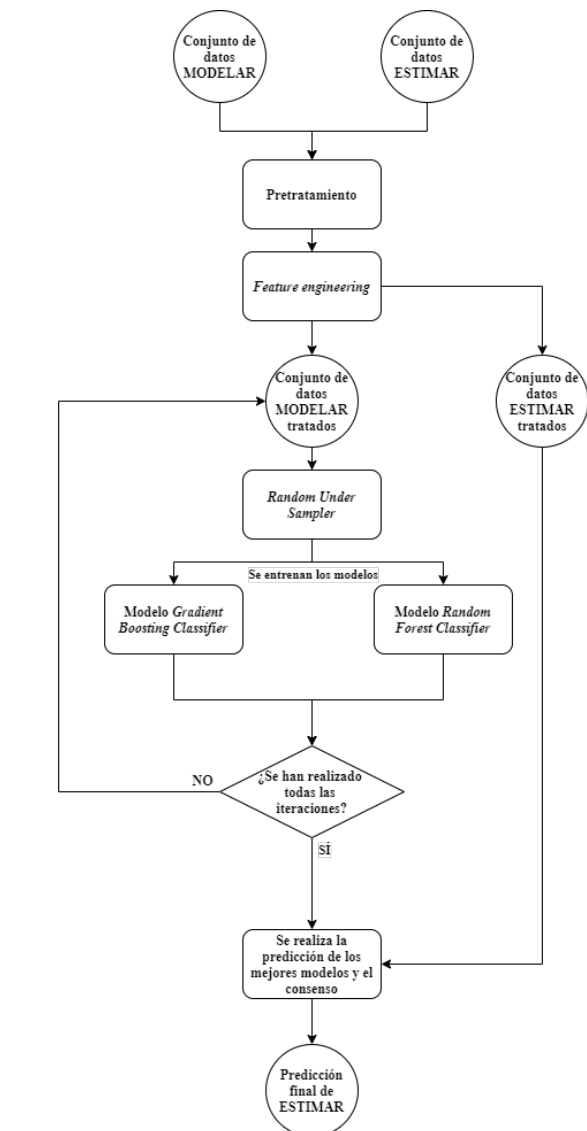 Conjunto de
datos
MODELAR
Conjunto de
datos
ESTIMAR
Pretratamiento
Feature engineering
Conjunto de
datos
MODELAR
tratados
Conjunto de
datos
ESTIMAR
tratados
Random Under
Sampler
Se entrenan los modelos
Modelo Gradient
Boosting Classifier
Modelo Random
Forest Classifier
¿Se han realizado
todas las
iteraciones?
NO
SÍ
Se realiza la
predicción de los
mejores modelos y el
consenso
Predicción
final de
ESTIMAR